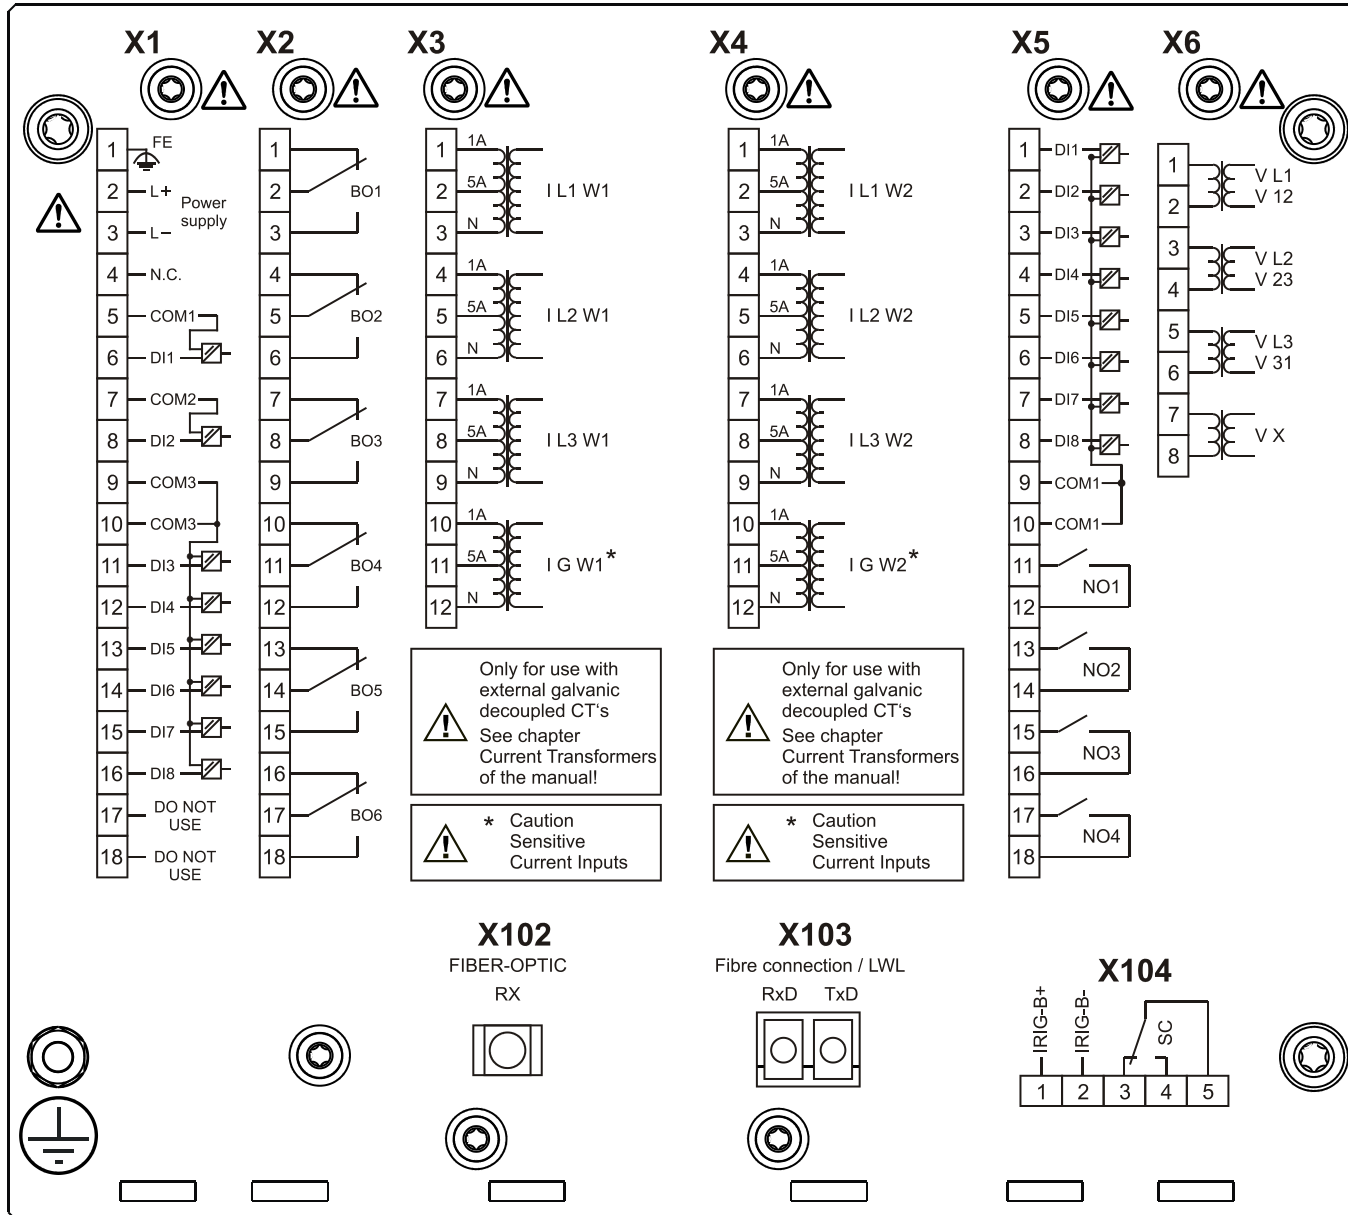 X1
1 FE
2 L+
Power
supply
3 L–
4 N.C.
5 COM1
6 DI1
7 COM2
8 DI2
9 COM3
10 COM3
11 DI3
12 DI4
13 DI5
14 DI6
15 DI7
16 DI8
17 DO NOT
USE
18 DO NOT
USE
X2
1
2 BO1
3
4
5 BO2
6
7
8 BO3
9
10
11 BO4
12
13
14 BO5
15
16
17 BO6
18
X3
1 1A
2 5A I L1 W1
3 N
4 1A
5 5A I L2 W1
6 N
7 1A
8 5A I L3 W1
9 N
10 1A
11 5A I G W1*
12 N
Only for use with
external galvanic
decoupled CT‘s
See chapter
Current Transformers
of the manual!
* Caution
Sensitive
Current Inputs
X4
1 1A
2 5A I L1 W2
3 N
4 1A
5 5A I L2 W2
6 N
7 1A
8 5A I L3 W2
9 N
10 1A
11 5A I G W2*
12 N
Only for use with
external galvanic
decoupled CT‘s
See chapter
Current Transformers
of the manual!
* Caution
Sensitive
Current Inputs
X5
1 DI1
2 DI2
3 DI3
4 DI4
5 DI5
6 DI6
7 DI7
8 DI8
9 COM1
10 COM1
11
NO1
12
13
NO2
14
15
NO3
16
17
NO4
18
X6
1 V L1
2 V 12
3 V L2
4 V 23
5 V L3
6 V 31
7
V X
8
X102
FIBER-OPTIC
RX
X103
Fibre connection / LWL
RxD TxD
X104
IRIG-B+
IRIG-B-
SC
1 2 3 4 5